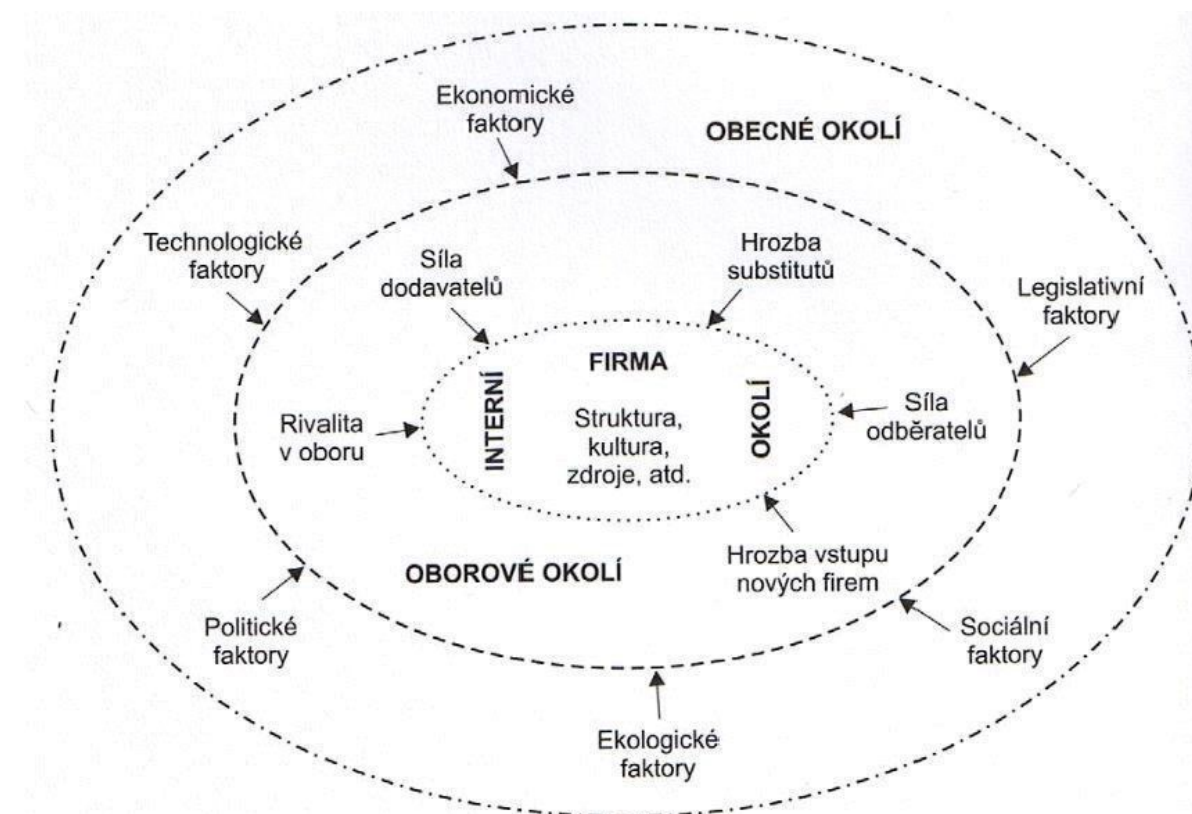 Ekonomické
faktory
OBECNÉ OKOLÍ
Technologické
faktory
Síla
dodavatelů
Hrozba
substitutů
Legislativní
faktory
FIRMA
INTERNÍ
OKOLÍ
Struktura,
kultura,
zdroje, atd.
Rivalita
v oboru
Síla
odběratelů
OBOROVÉ OKOLÍ
Hrozba vstupu
nových firem
Politické
faktory
Sociální
faktory
Ekologické
faktory